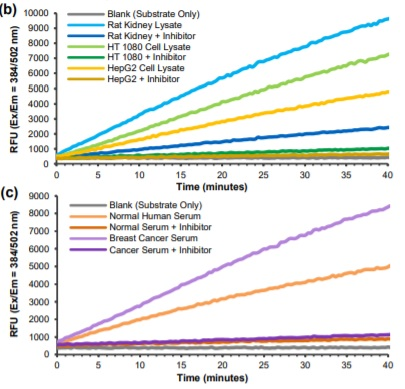 (b)
RFU (Ex/Em = 384/502 nm)
10000
9000
8000
7000
6000
5000
4000
3000
2000
1000
0
Blank (Substrate Only)
Rat Kidney Lysate
Rat Kidney + Inhibitor
HT 1080 Cell Lysate
HT 1080 + Inhibitor
HepG2 Cell Lysate
HepG2 + Inhibitor
0 5 10 15 20 25 30 35 40
Time (minutes)
(c)
RFU (Ex/Em = 384/502 nm)
9000
8000
7000
6000
5000
4000
3000
2000
1000
0
Blank (Substrate Only)
Normal Human Serum
Normal Serum + Inhibitor
Breast Cancer Serum
Cancer Serum + Inhibitor
0 5 10 15 20 25 30 35 40
Time (minutes)